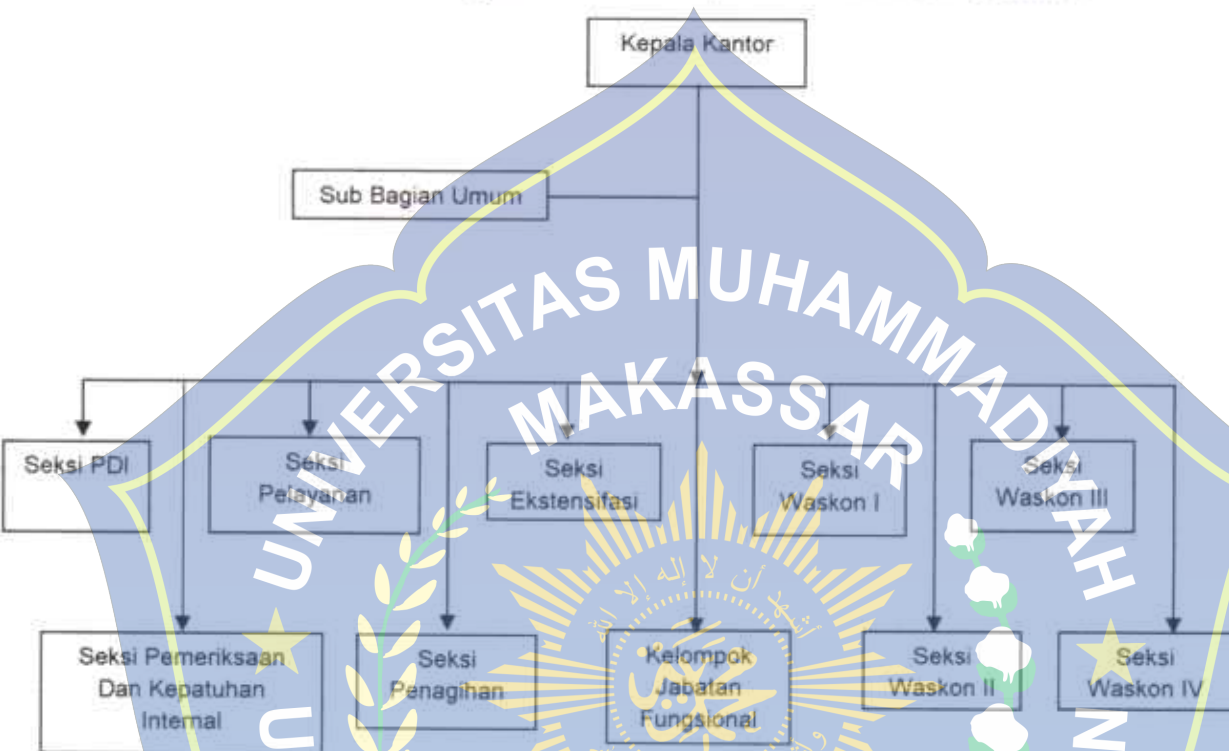 Kepala Kantor
Sub Bagian Umum
UNIVERSITAS MUHAMMADIYAH
MAKASSAR
Seksi PDI
Seksi
Pelayanan
Seksi
Ekstensifasi
Seksi
Waskon I
Seksi
Waskon III
Seksi Pemeriksaan
Dan Kepatuhan
Internal
Seksi
Penagihan
Kelompok
Jabatan
Fungsional
Seksi
Waskon II
Seksi
Waskon IV